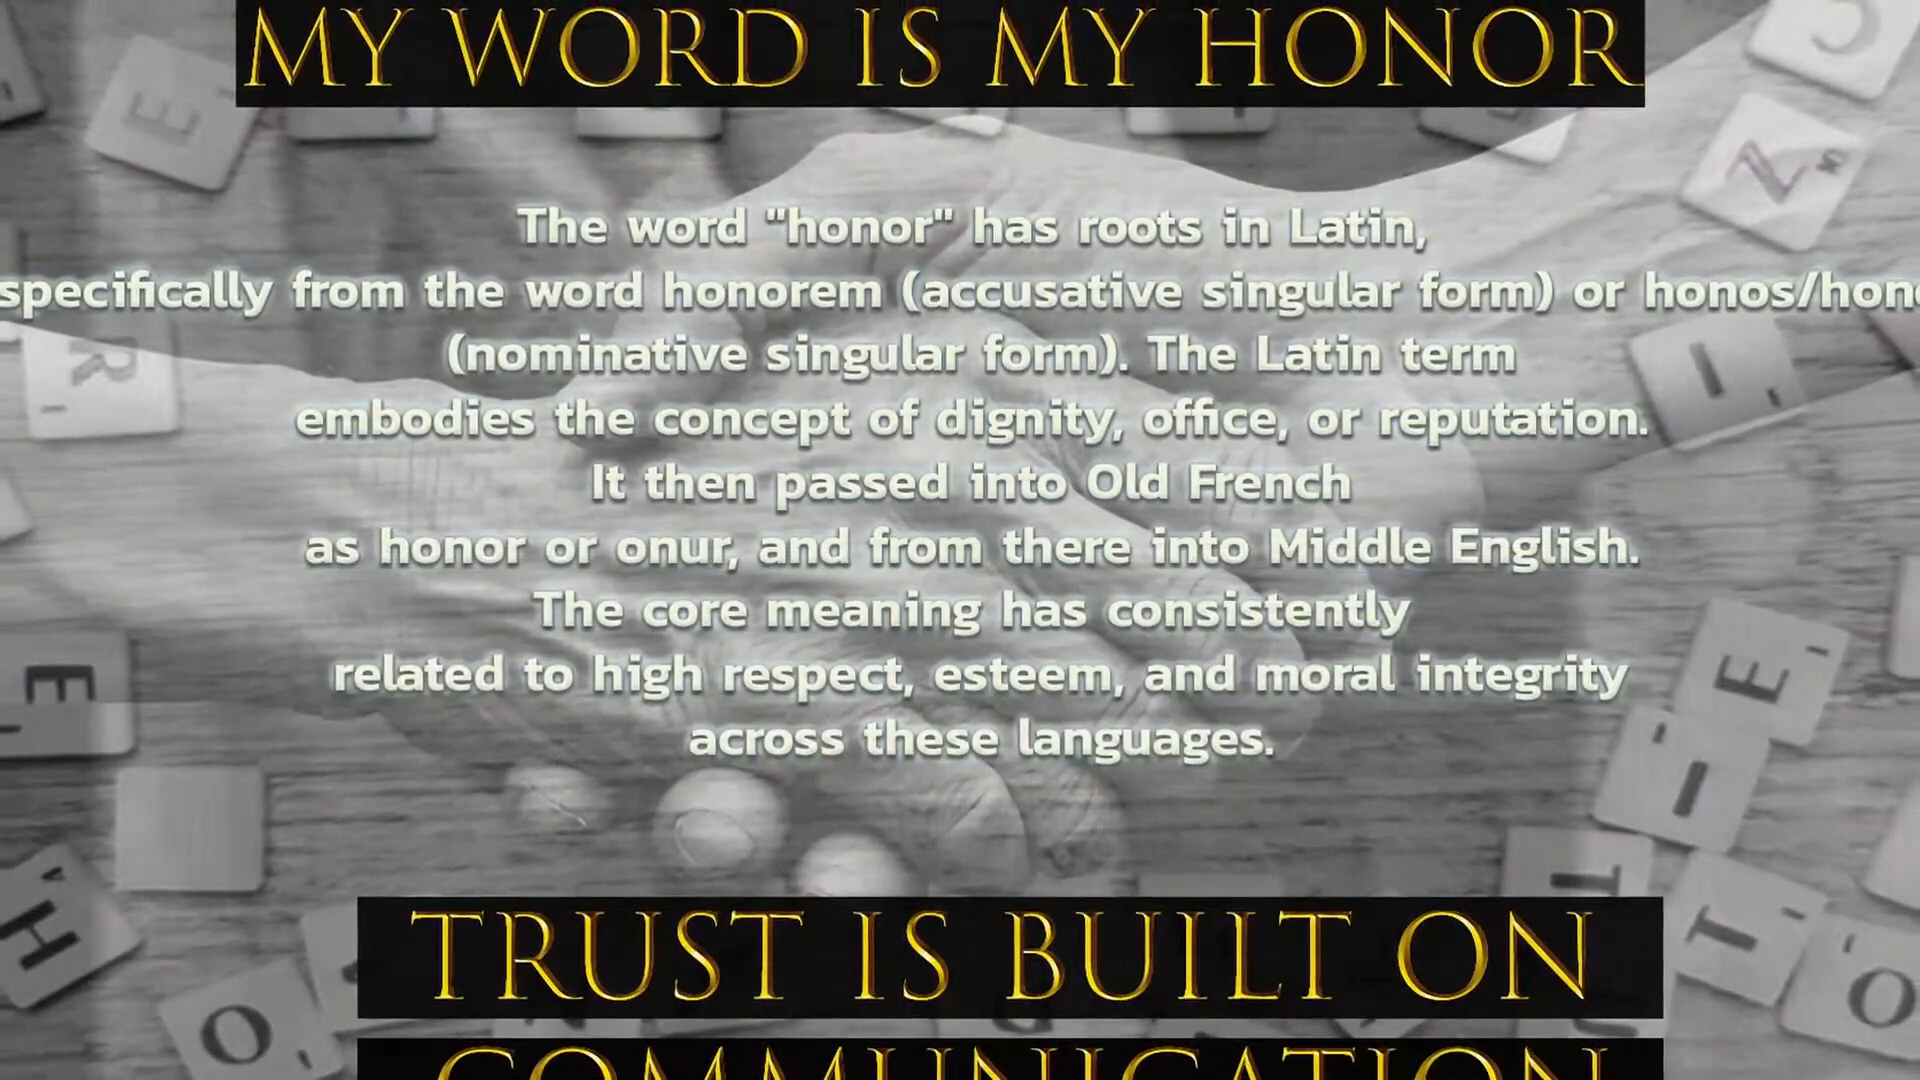 MY WORD IS MY HONOR
The word "honor" has roots in Latin,
specifically from the word honorem (accusative singular form) or honos/hono
(nominative singular form). The Latin term
embodies the concept of dignity, office, or reputation.
It then passed into Old French
as honor or onur, and from there into Middle English.
The core meaning has consistently
related to high respect, esteem, and moral integrity
across these languages.
TRUST IS BUILT ON
COMMUNICATION